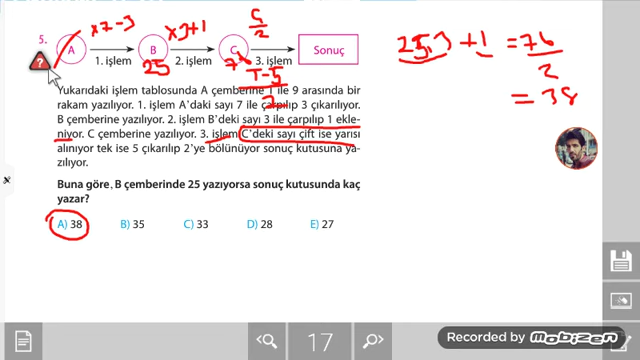 x7-3
x3+1
Ç/2
25.3 + 1 = 76/2
= 38
5.
A
B
C
Sonuç
1. işlem
2. işlem
3. işlem
25
T-5/2
Yukarıdaki işlem tablosunda A çemberine 1 ile 9 arasında bir
rakam yazılıyor. 1. işlem A'daki sayı 7 ile çarpılıp 3 çıkarılıyor.
B çemberine yazılıyor. 2. işlem B'deki sayı 3 ile çarpılıp 1 ekle-
niyor. C çemberine yazılıyor. 3. işlem C'deki sayı çift ise yarısı
alınıyor tek ise 5 çıkarılıp 2'ye bölünüyor sonuç kutusuna ya-
zılıyor.
Buna göre, B çemberinde 25 yazıyorsa sonuç kutusunda kaç
yazar?
A) 38
B) 35
C) 33
D) 28
E) 27
17
Recorded by
mobizen